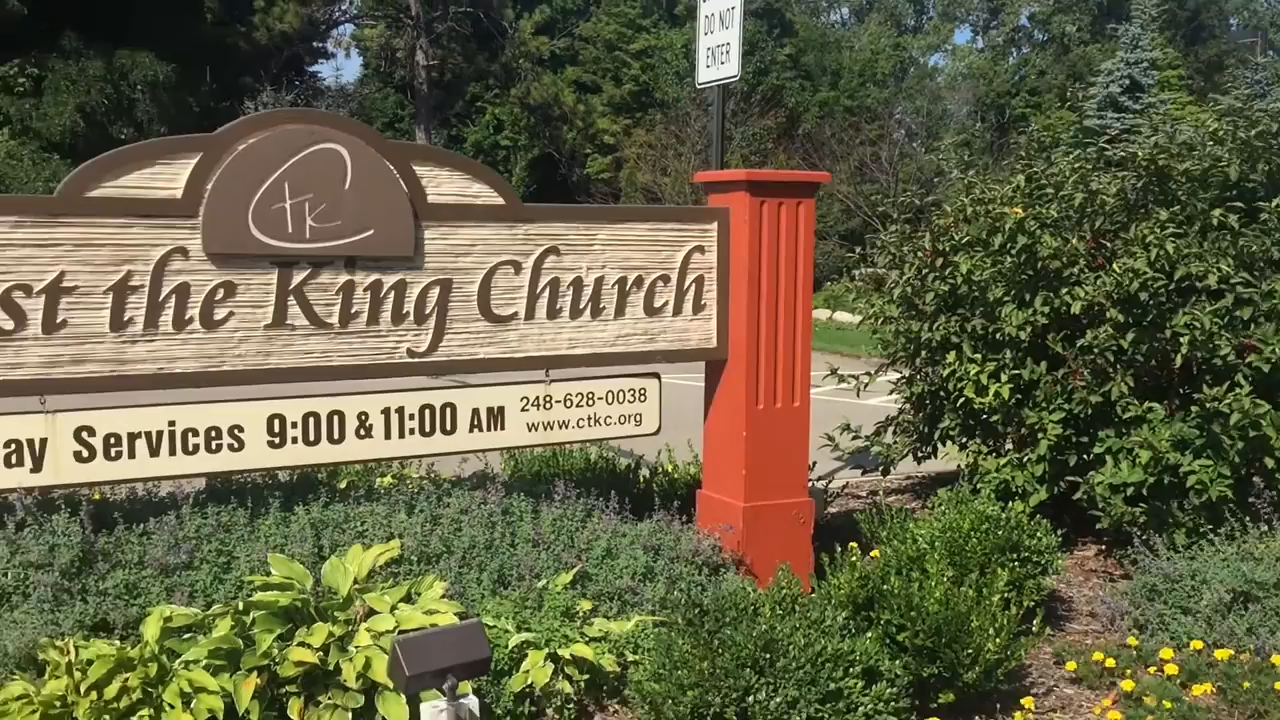 DO NOT
ENTER
CTK
st the King Church
ay Services 9:00 & 11:00 AM
248-628-0038
www.ctkc.org